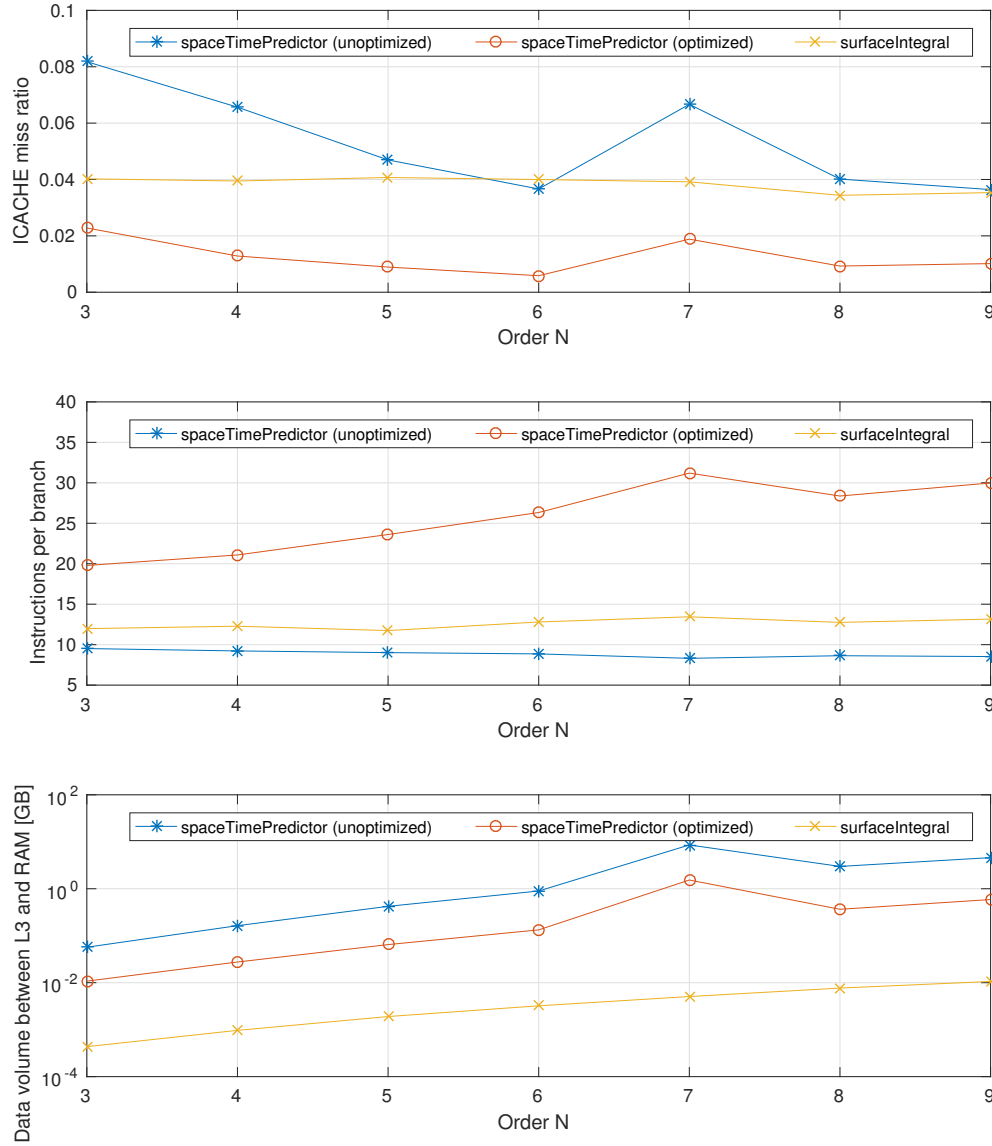 ICACHE miss ratio
0.1
0.08
0.06
0.04
0.02
0
spaceTimePredictor (unoptimized) spaceTimePredictor (optimized) surfaceIntegral
3 4 5 6 7 8 9
Order N
Instructions per branch
40
35
30
25
20
15
10
5
spaceTimePredictor (unoptimized) spaceTimePredictor (optimized) surfaceIntegral
3 4 5 6 7 8 9
Order N
Data volume between L3 and RAM [GB]
10^2
10^0
10^-2
10^-4
spaceTimePredictor (unoptimized) spaceTimePredictor (optimized) surfaceIntegral
3 4 5 6 7 8 9
Order N